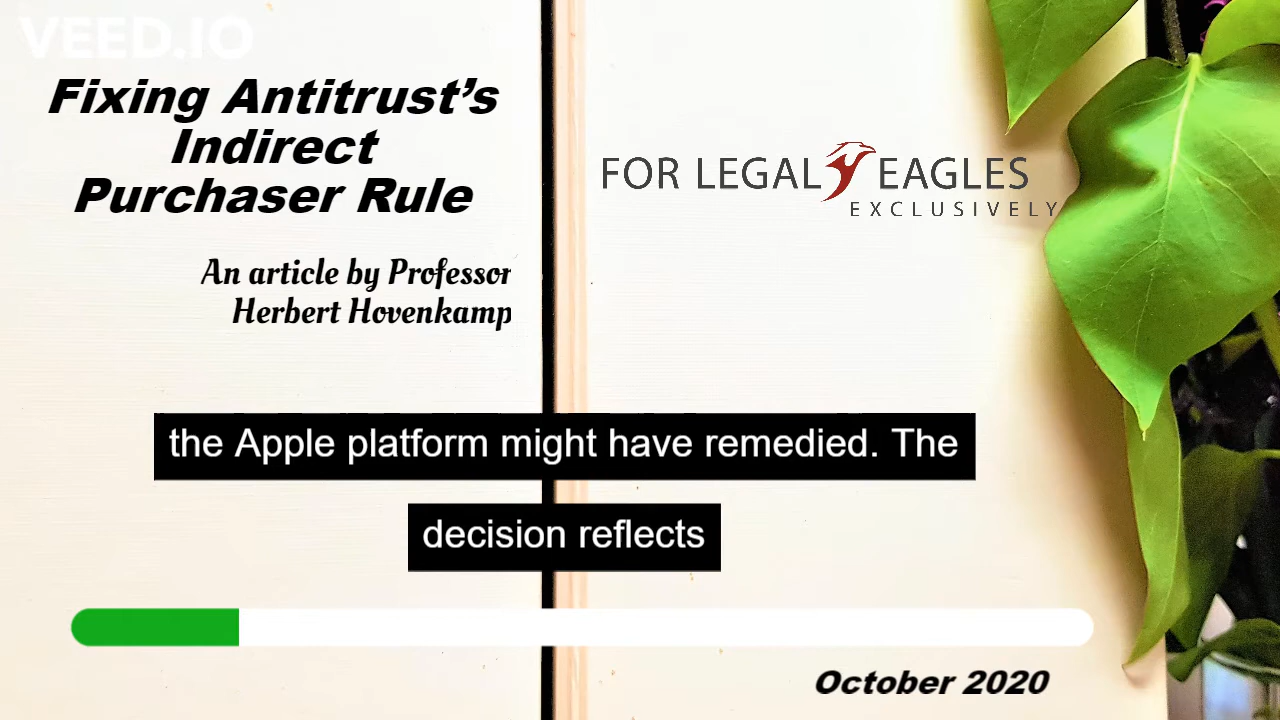 VEED.IO
Fixing Antitrust’s
Indirect
Purchaser Rule
An article by Professor
Herbert Hovenkamp
FOR LEGAL EAGLES
EXCLUSIVELY
the Apple platform might have remedied. The
decision reflects
October 2020